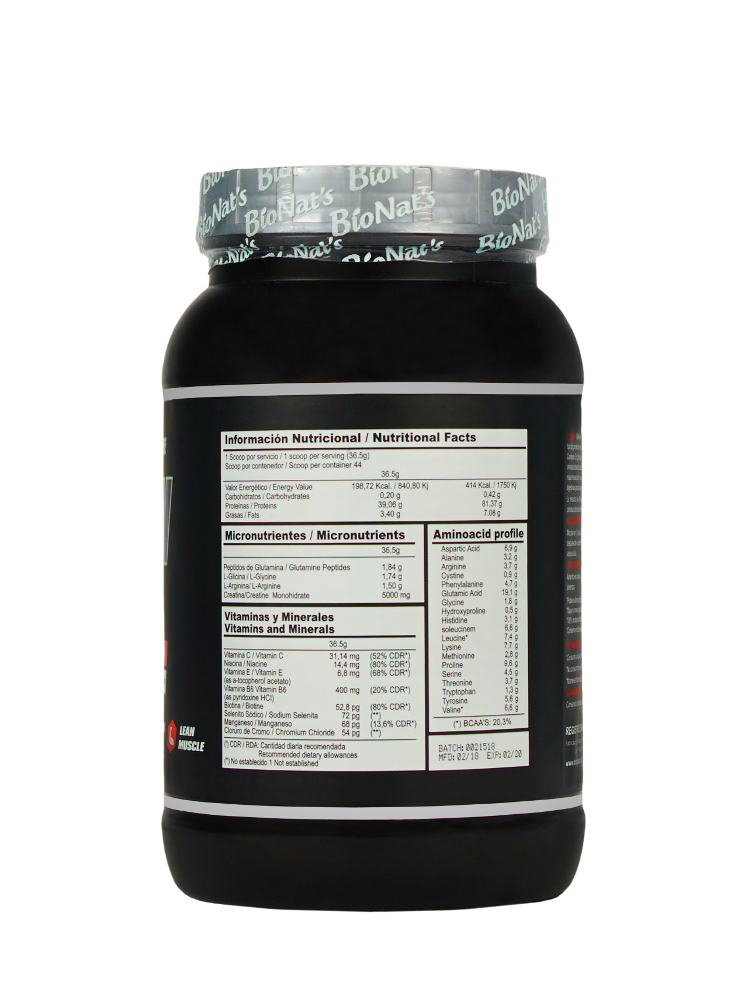 BioNat's
BioNat's
BioNat's
BioNat's
Información Nutricional / Nutritional Facts
1 Scoop por servicio / 1 scoop per serving (36.5g)
Scoop por contenedor / Scoop per container 44
36.5g
Valor Energético / Energy Value 198,72 Kcal. / 840,80 Kj 414 Kcal. / 1750 Kj
Carbohidratos / Carbohydrates 0,20 g 0,42 g
Proteinas / Proteins 39,06 g 81,37 g
Grasas / Fats 3,40 g 7.08 g
Micronutrientes / Micronutrients
36.5g
Peptidos de Glutamina / Glutamine Peptides 1,84 g
L-Glicina / L-Glycine 1,74 g
L-Arginina/ L-Arginine 1,50 g
Creatina/Creatine Monohidrate 5000 mg
Vitaminas y Minerales
Vitamins and Minerals
36.5g
Vitamina C / Vitamin C 31,14 mg (52% CDR*)
Niacina / Niacine 14,4 mg (80% CDR*)
Vitamina E / Vitamin E 6,8 mg (68% CDR*)
(as a-tocopherol acetato)
Vitamina B6 Vitamin B6 400 mg (20% CDR*)
(as pyridoxine HCl)
Biotina / Biotine 52,8 pg (80% CDR*)
Selenito Sódico / Sodium Selenita 72 pg (**)
Manganeso / Manganeso 68 pg (13,6% CDR*)
Cloruro de Cromo / Chromium Chloride 54 pg (**)
(*) CDR / RDA: Cantidad diaria recomendada
Recommended dietary allowances
(*) No establecido 1 Not established
Aminoacid profile
Aspartic Acid 6,9 g
Alanine 3,2 g
Arginine 3,7 g
Cystine 0,9 g
Phenylalanine 4,7 g
Glutamic Acid 19,1 g
Glycine 1,8 g
Hydroxyproline 0,5 g
Histidine 3,1 g
soleucinem 6,6 g
Leucine* 7,4 g
Lysine 7,7 g
Methionine 2,8 g
Proline 9,6 g
Serine 4,5 g
Threonine 3,7 g
Tryptophan 1,3 g
Tyrosine 5,6 g
Valine* 6,6 g
(*) BCAA'S: 20,3%
BATCH: 0021518
MFD: 02/18 EXP: 02/20
LEAN
MUSCLE